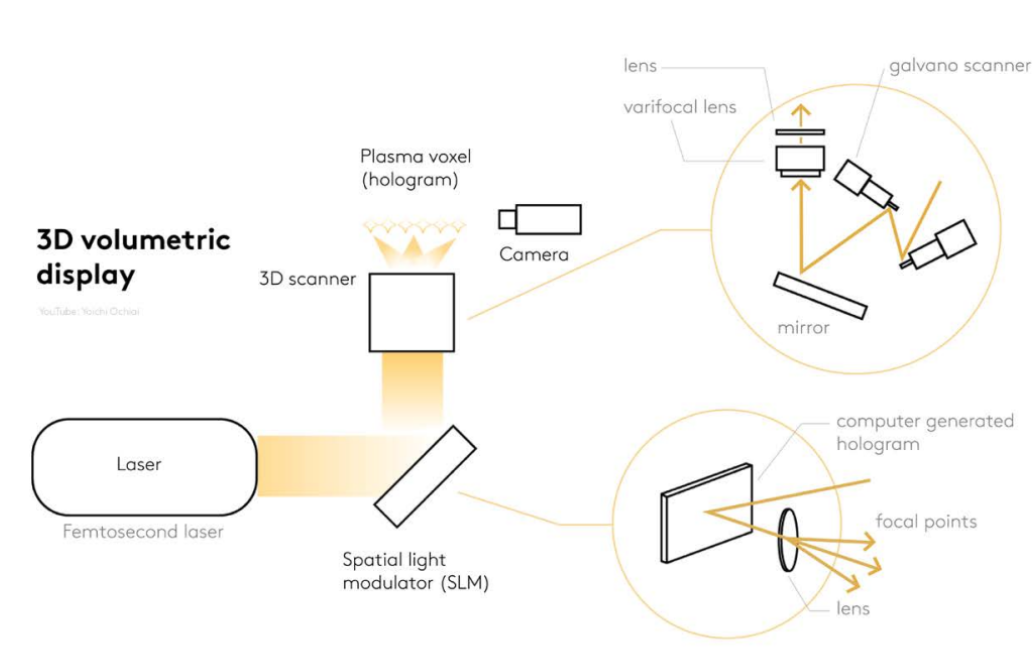 3D volumetric
display
YouTube: Yoichi Ochiai
Plasma voxel
(hologram)
Camera
3D scanner
Laser
Femtosecond laser
Spatial light
modulator (SLM)
lens
varifocal lens
galvano scanner
mirror
computer generated
hologram
focal points
lens